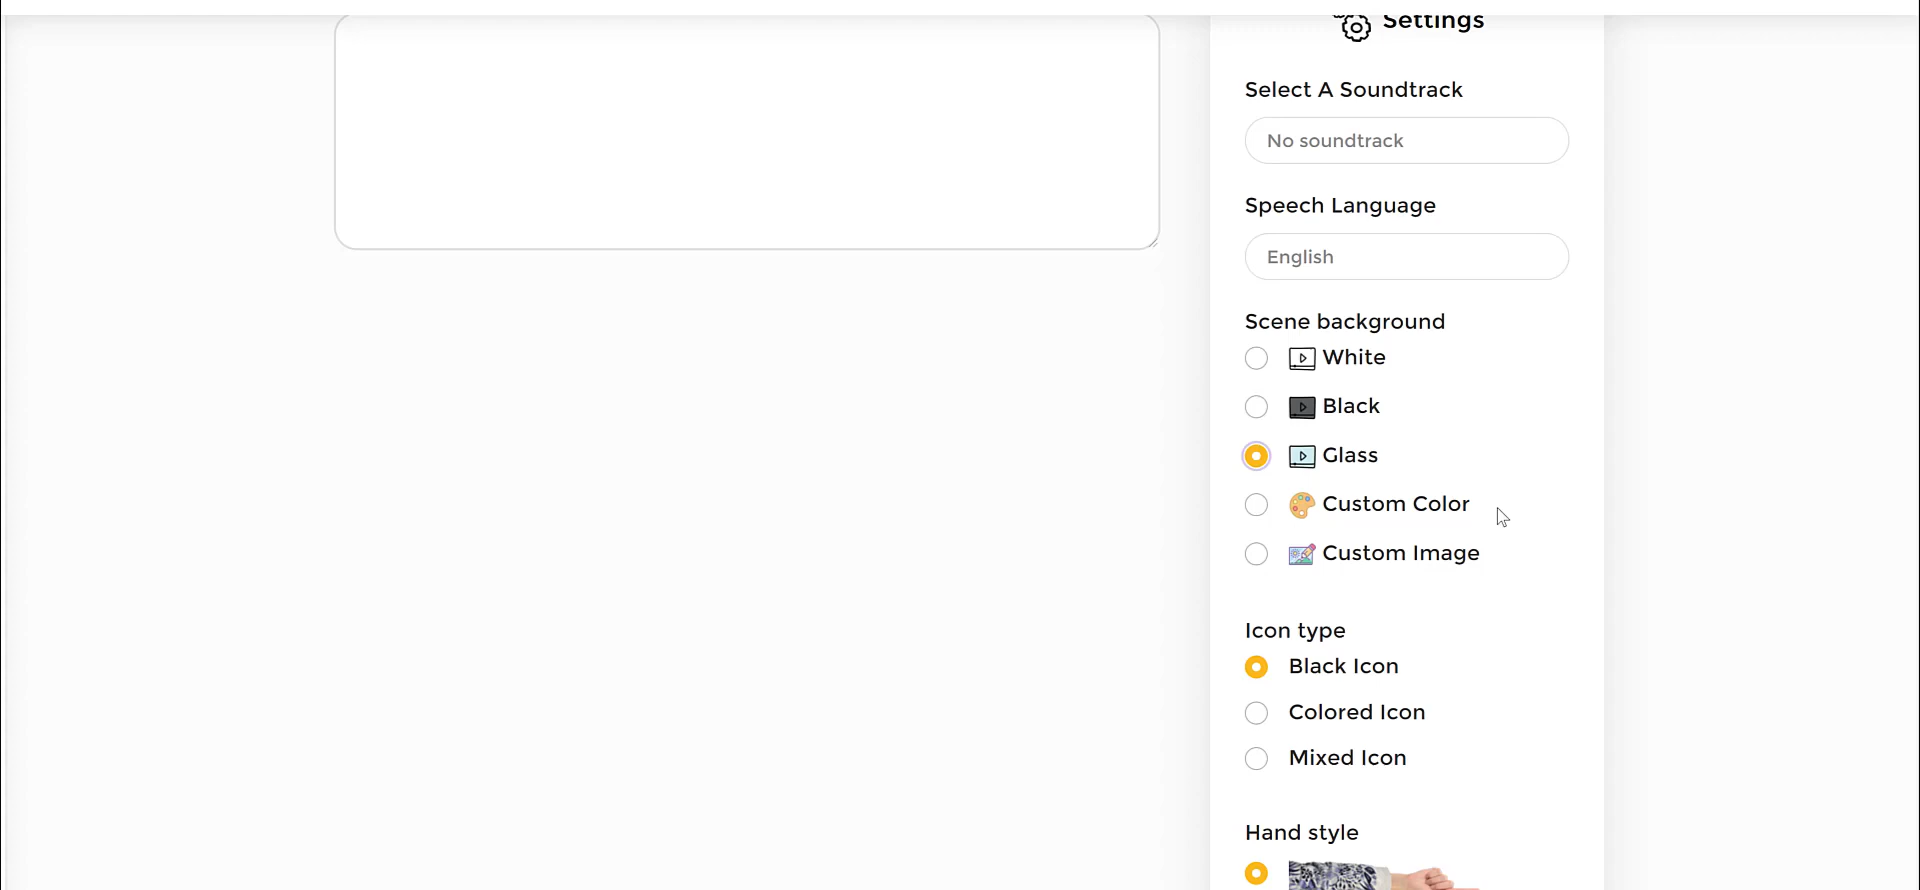 Settings
Select A Soundtrack
No soundtrack
Speech Language
English
Scene background
White
Black
Glass
Custom Color
Custom Image
Icon type
Black Icon
Colored Icon
Mixed Icon
Hand style